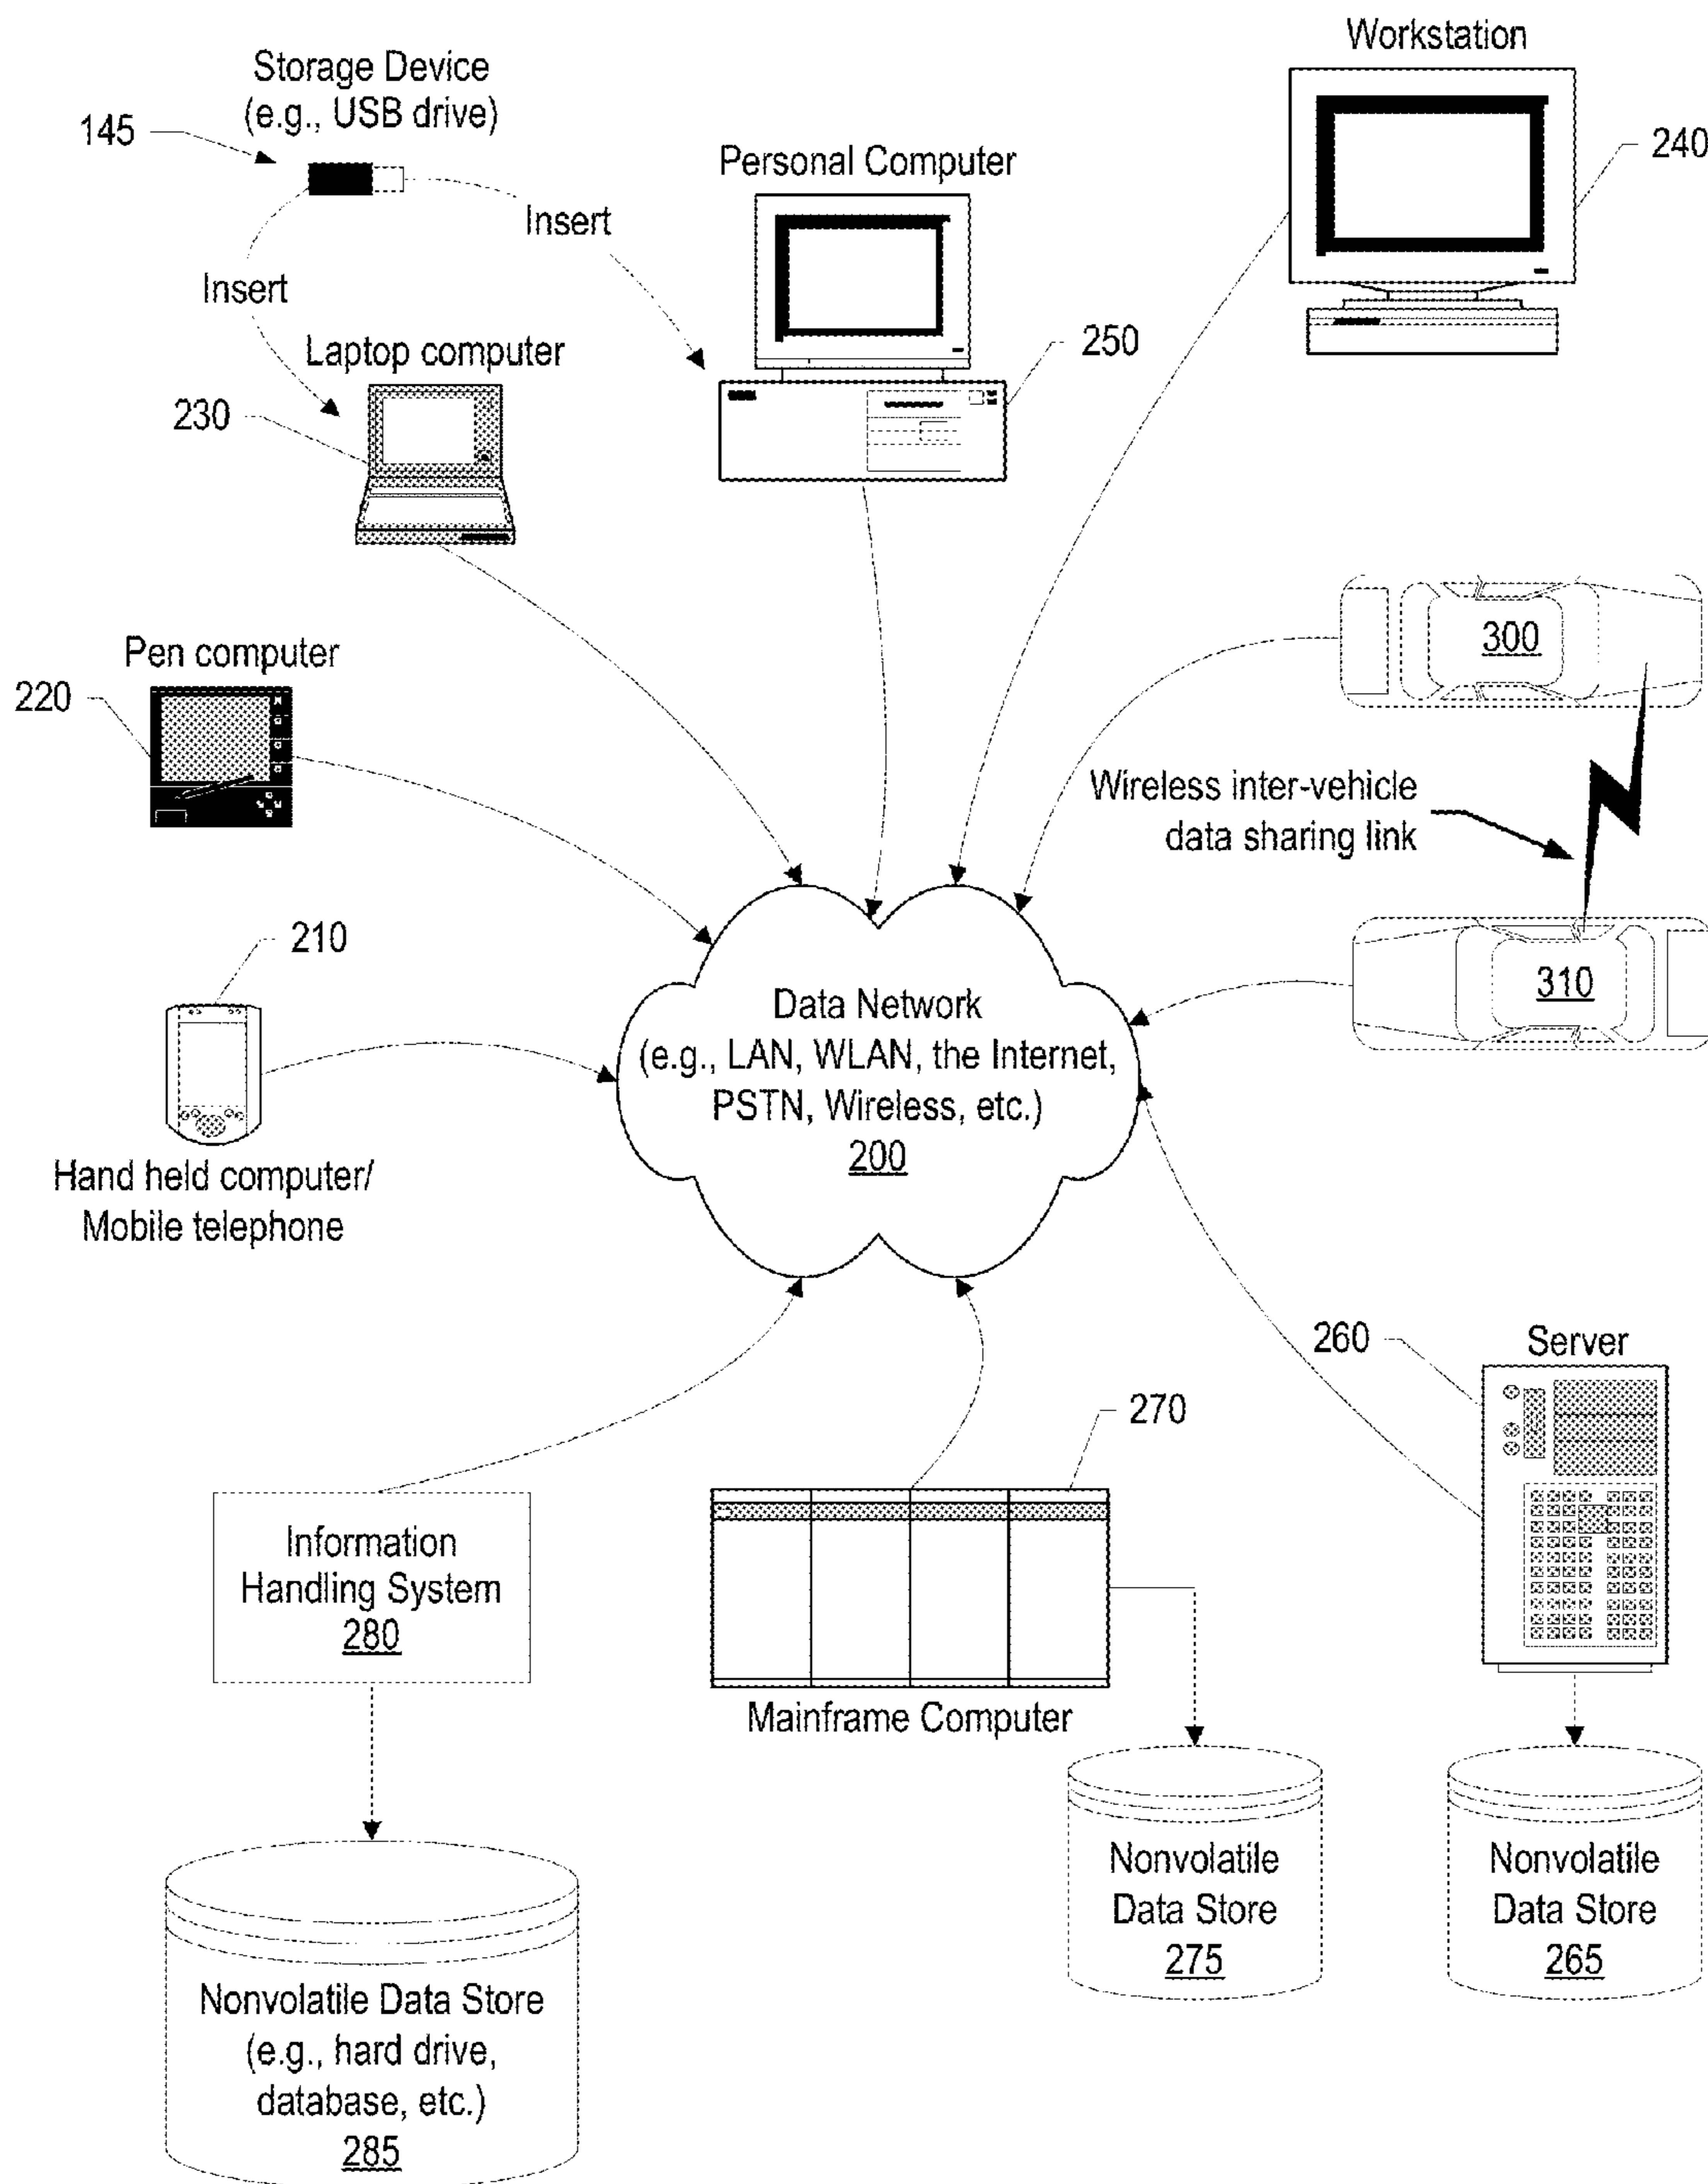 Workstation
240
Storage Device
(e.g., USB drive)
145
Personal Computer
Insert
Insert
250
Laptop computer
230
300
Pen computer
220
Wireless inter-vehicle
data sharing link
210
310
Data Network
(e.g., LAN, WLAN, the Internet,
PSTN, Wireless, etc.)
200
Hand held computer/
Mobile telephone
260
Server
270
Information
Handling System
280
Mainframe Computer
Nonvolatile
Data Store
275
Nonvolatile
Data Store
265
Nonvolatile Data Store
(e.g., hard drive,
database, etc.)
285